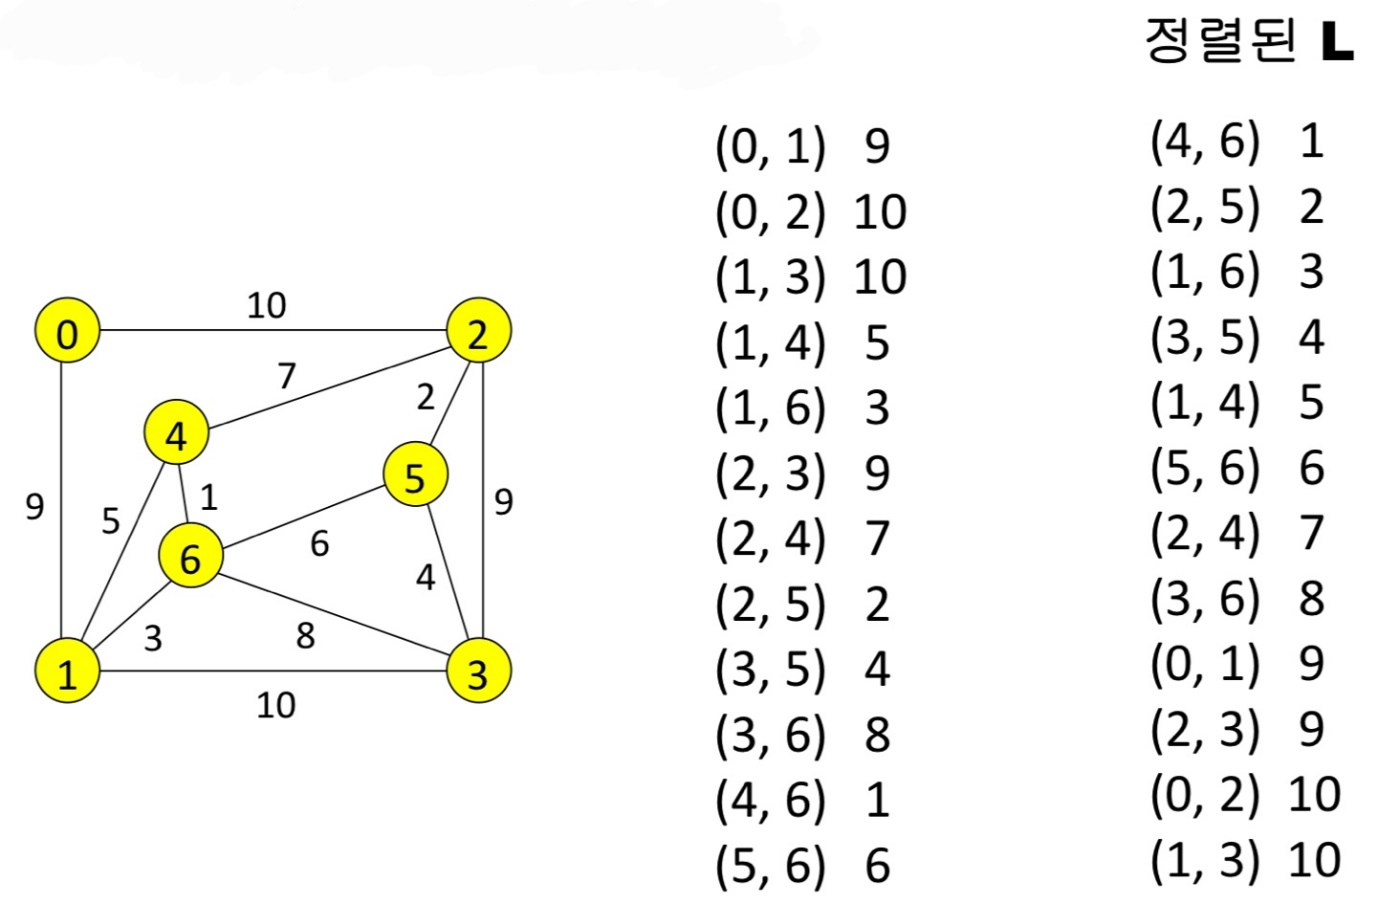 정렬된 L
(0, 1) 9
(0, 2) 10
(1, 3) 10
(1, 4) 5
(1, 6) 3
(2, 3) 9
(2, 4) 7
(2, 5) 2
(3, 5) 4
(3, 6) 8
(4, 6) 1
(5, 6) 6
(4, 6) 1
(2, 5) 2
(1, 6) 3
(3, 5) 4
(1, 4) 5
(5, 6) 6
(2, 4) 7
(3, 6) 8
(0, 1) 9
(2, 3) 9
(0, 2) 10
(1, 3) 10
10
0
2
7
2
4
5
1
9
5
9
6
6
4
3
8
1
3
10